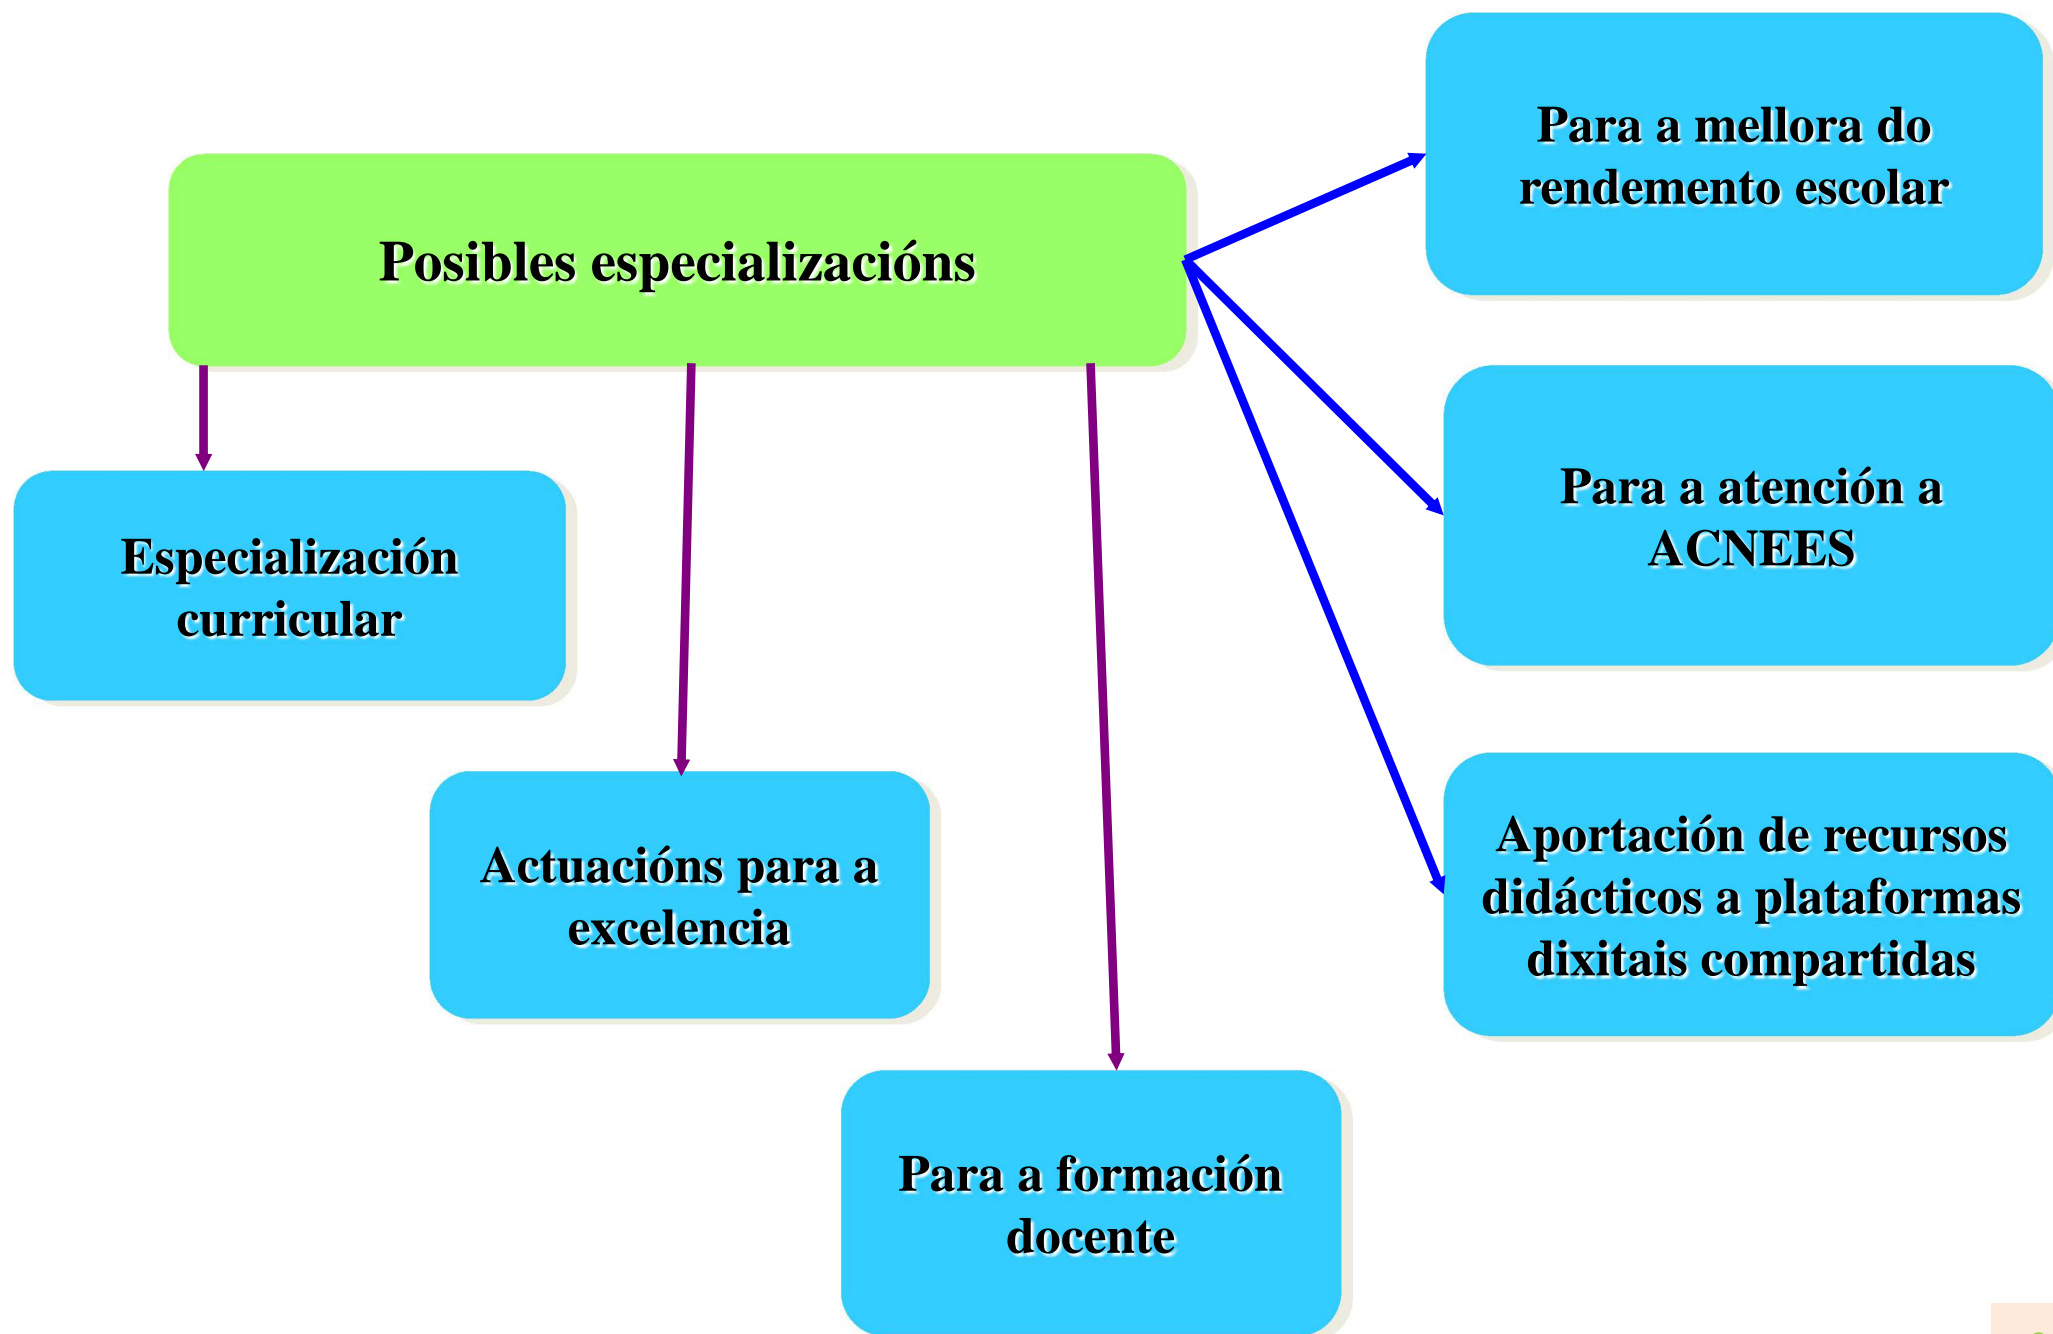 Posibles especializacións
Para a mellora do
rendemento escolar
Para a atención a
ACNEES
Especialización
curricular
Aportación de recursos
didácticos a plataformas
dixitais compartidas
Actuacións para a
excelencia
Para a formación
docente